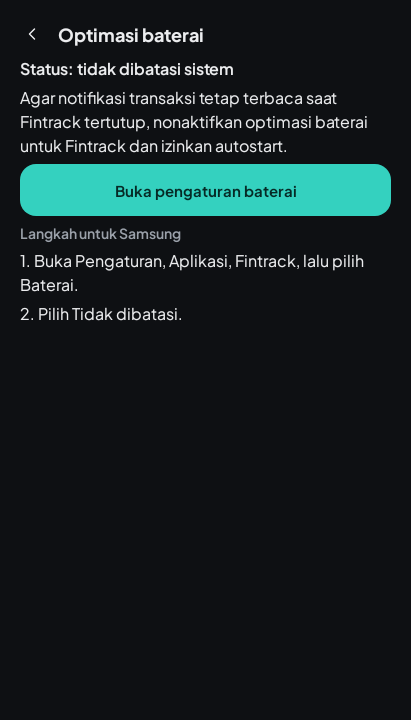 Optimasi baterai
Status: tidak dibatasi sistem
Agar notifikasi transaksi tetap terbaca saat
Fintrack tertutup, nonaktifkan optimasi baterai
untuk Fintrack dan izinkan autostart.
Buka pengaturan baterai
Langkah untuk Samsung
1. Buka Pengaturan, Aplikasi, Fintrack, lalu pilih
Baterai.
2. Pilih Tidak dibatasi.